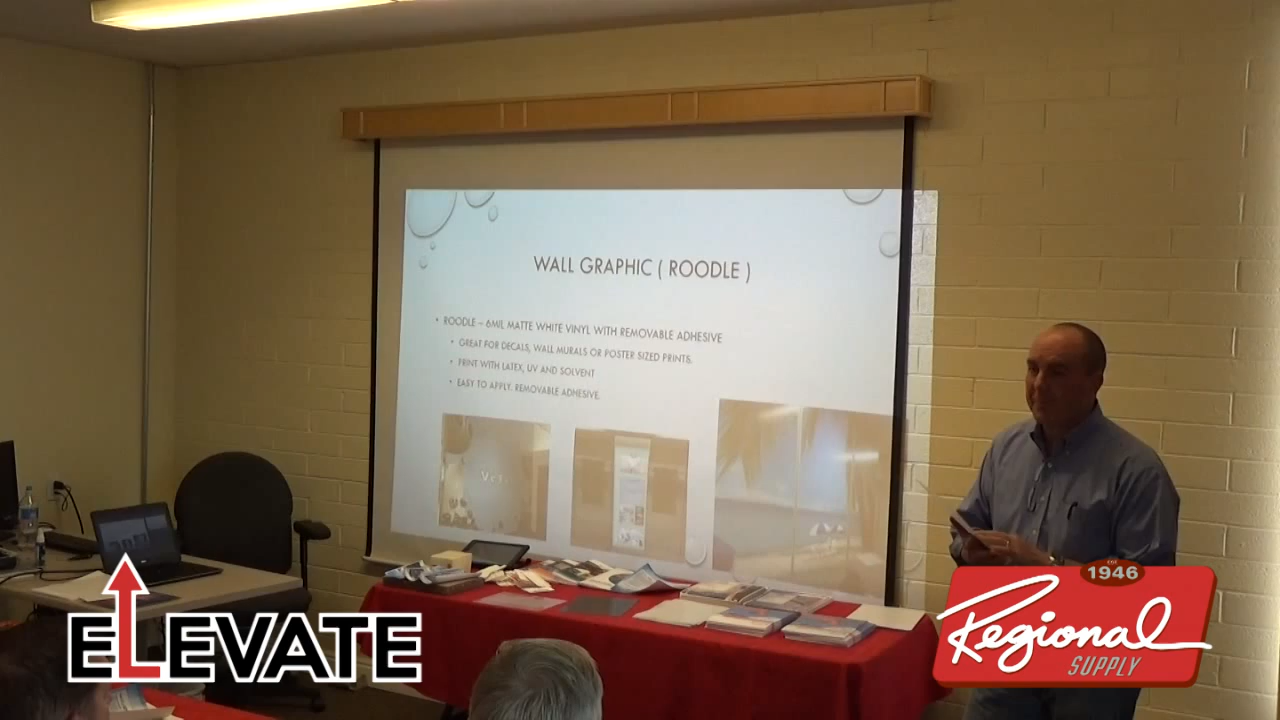 WALL GRAPHIC ( ROODLE )
• ROODLE – 6MIL MATTE WHITE VINYL WITH REMOVABLE ADHESIVE
• GREAT FOR DECALS, WALL MURALS OR POSTER SIZED PRINTS.
• PRINT WITH LATEX, UV AND SOLVENT
• EASY TO APPLY. REMOVABLE ADHESIVE.
ELEVATE
EST
1946
Regional
SUPPLY